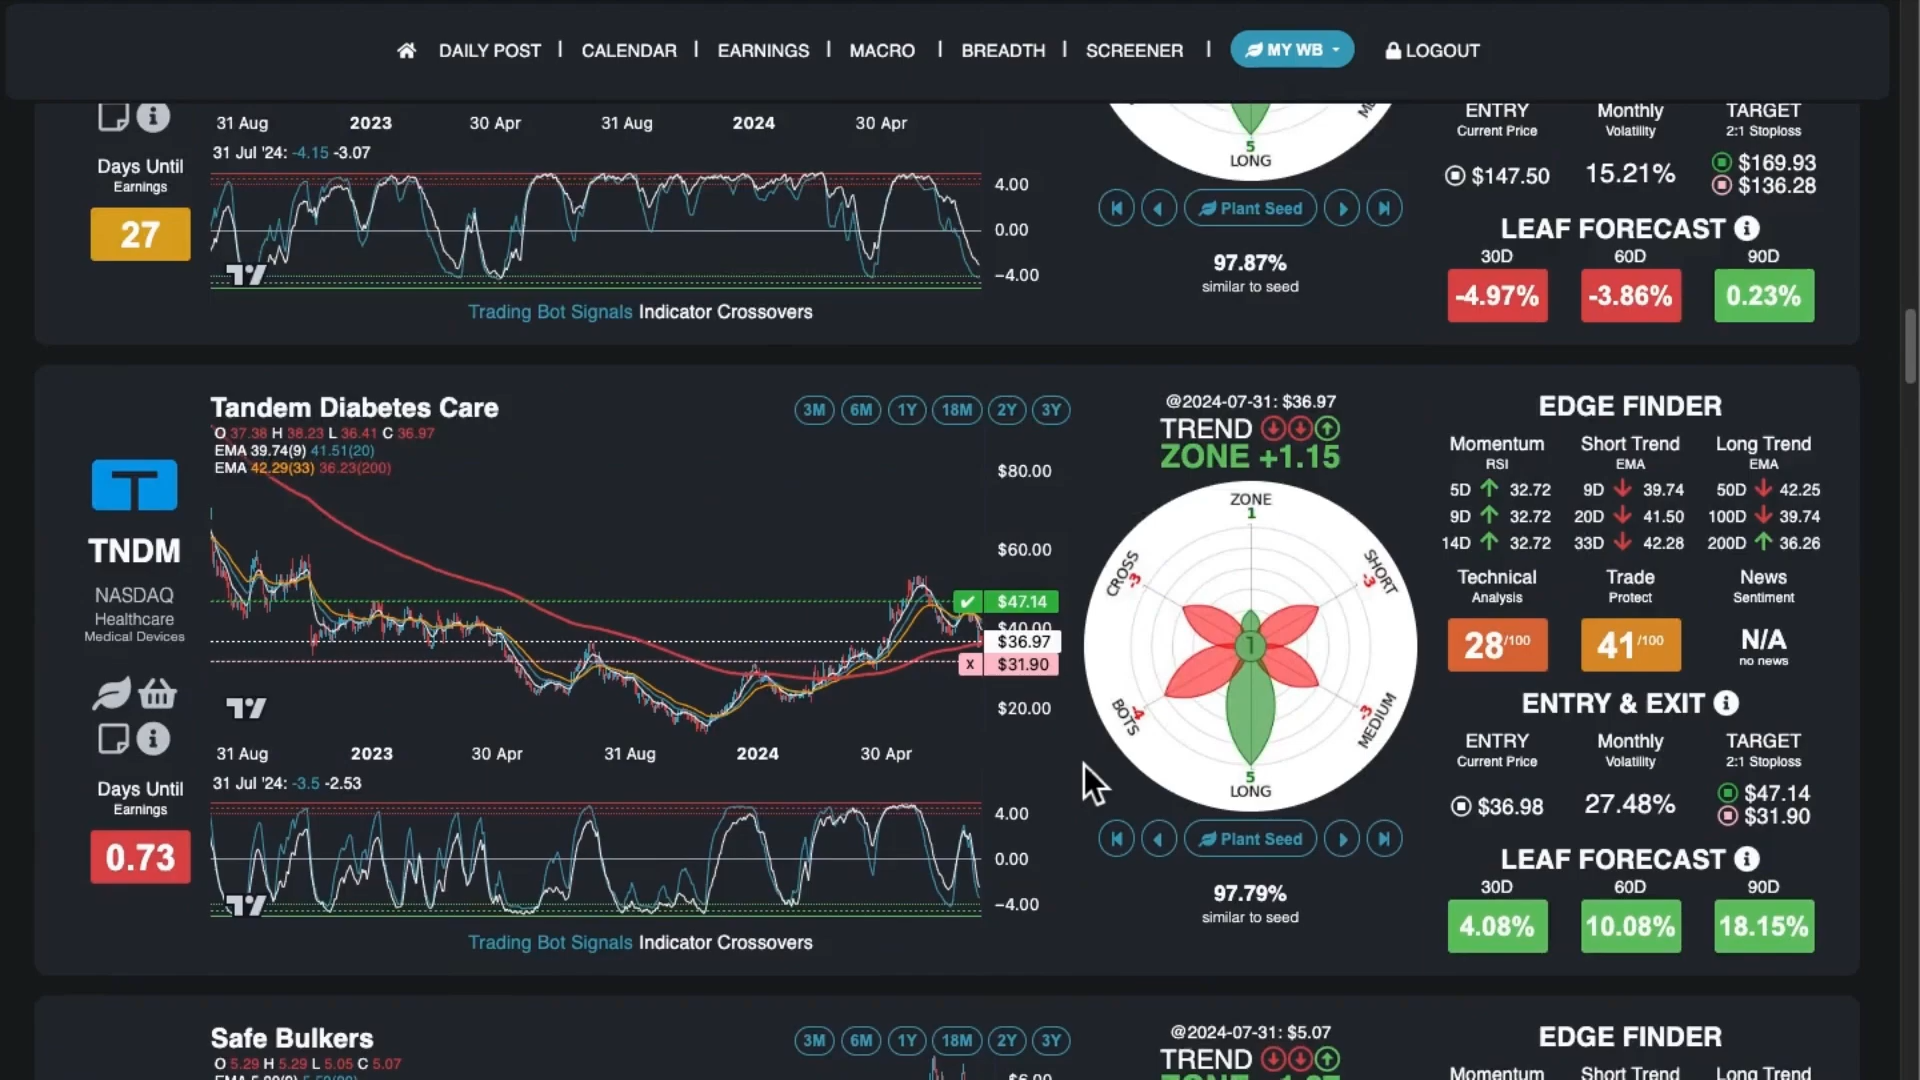 DAILY POST | CALENDAR | EARNINGS | MACRO | BREADTH | SCREENER | MY WB LOGOUT
31 Aug 2023 30 Apr 31 Aug 2024 30 Apr
31 Jul '24: -4.15 -3.07
Days Until
Earnings
27
4.00
0.00
−4.00
Trading Bot Signals Indicator Crossovers
5
LONG
Plant Seed
97.87%
similar to seed
ENTRY Monthly TARGET
Current Price Volatility 2:1 Stoploss
$147.50 15.21% $169.93
$136.28
LEAF FORECAST
30D 60D 90D
-4.97% -3.86% 0.23%
Tandem Diabetes Care
O 37.38 H 38.23 L 36.41 C 36.97
EMA 39.74(9) 41.51(20)
EMA 42.29(33) 36.23(200)
3M 6M 1Y 18M 2Y 3Y
T
TNDM
NASDAQ
Healthcare
Medical Devices
Days Until
Earnings
0.73
$80.00
$60.00
$47.14
$40.00
$36.97
x $31.90
$20.00
31 Aug 2023 30 Apr 31 Aug 2024 30 Apr
31 Jul '24: -3.5 -2.53
4.00
0.00
−4.00
Trading Bot Signals Indicator Crossovers
@2024-07-31: $36.97
TREND
ZONE +1.15
ZONE
1
CROSS
-3
SHORT
-3
1
BOTS
-4
MEDIUM
-3
5
LONG
Plant Seed
97.79%
similar to seed
EDGE FINDER
Momentum Short Trend Long Trend
RSI EMA EMA
5D 32.72 9D 39.74 50D 42.25
9D 32.72 20D 41.50 100D 39.74
14D 32.72 33D 42.28 200D 36.26
Technical Trade News
Analysis Protect Sentiment
28/100 41/100 N/A
no news
ENTRY & EXIT
ENTRY Monthly TARGET
Current Price Volatility 2:1 Stoploss
$36.98 27.48% $47.14
$31.90
LEAF FORECAST
30D 60D 90D
4.08% 10.08% 18.15%
Safe Bulkers
O 5.29 H 5.29 L 5.05 C 5.07
3M 6M 1Y 18M 2Y 3Y
@2024-07-31: $5.07
TREND
EDGE FINDER
Momentum Short Trend Long Trend